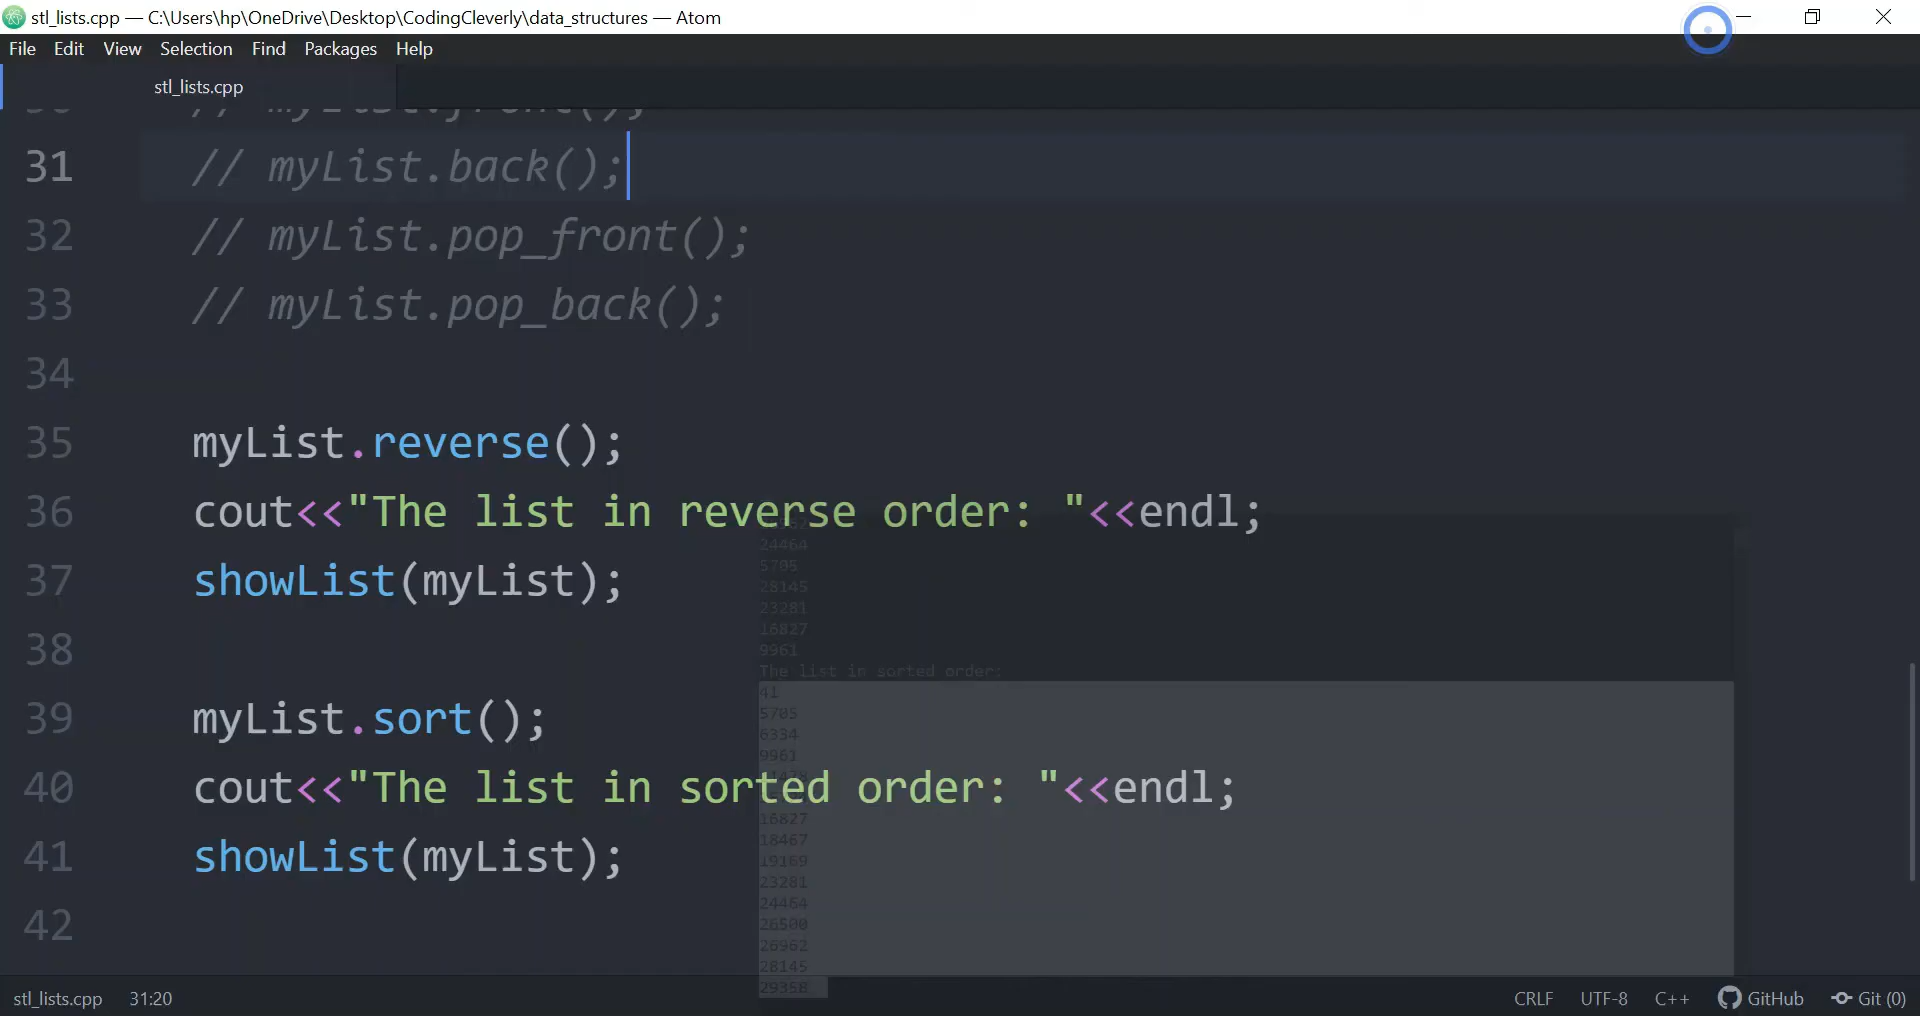 stl_lists.cpp — C:\Users\hp\OneDrive\Desktop\CodingCleverly\data_structures — Atom
File Edit View Selection Find Packages Help
stl_lists.cpp
30 // myList.front();
31 // myList.back();
32 // myList.pop_front();
33 // myList.pop_back();
34
35 myList.reverse();
36 cout<<"The list in reverse order: "<<endl;
24464
5705
37 showList(myList);
28145
23281
16827
38
9961
The list in sorted order:
41
39 myList.sort();
5705
6334
9961
40 cout<<"The list in sorted order: "<<endl;
16827
18467
41 showList(myList);
19169
23281
24464
42
26500
26962
28145
29358
stl_lists.cpp 31:20 CRLF UTF-8 C++ GitHub Git (0)